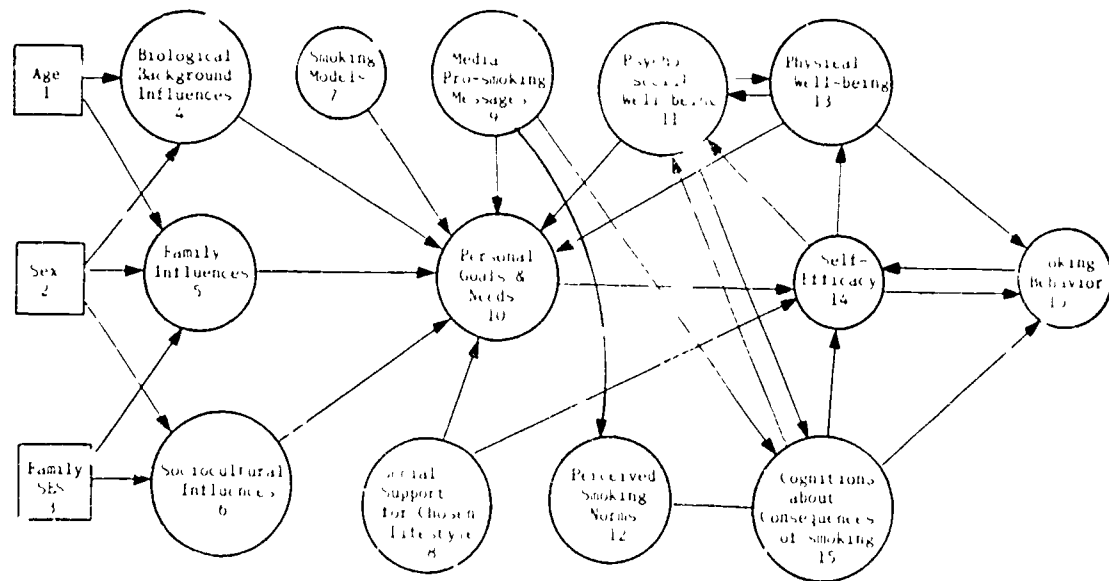 Age
1
Biological
Background
Influences
4
Smoking
Models
7
Media
Pro-Smoking
Messages
9
Psycho
Social
Well-being
11
Physical
Well-being
13
Sex
2
Family
Influences
5
Personal
Goals &
Needs
10
Self-
Efficacy
14
oking
Behavior
Family
SES
3
Sociocultural
Influences
6
Social
Support
for Chosen
Lifestyle
8
Perceived
Smoking
Norms
12
Cognitions
about
Consequences
of Smoking
15